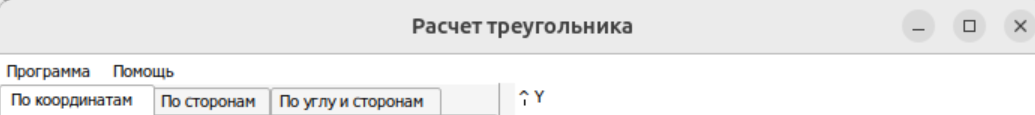 Расчет треугольника
Программа Помощь
По координатам По сторонам По углу и сторонам Y